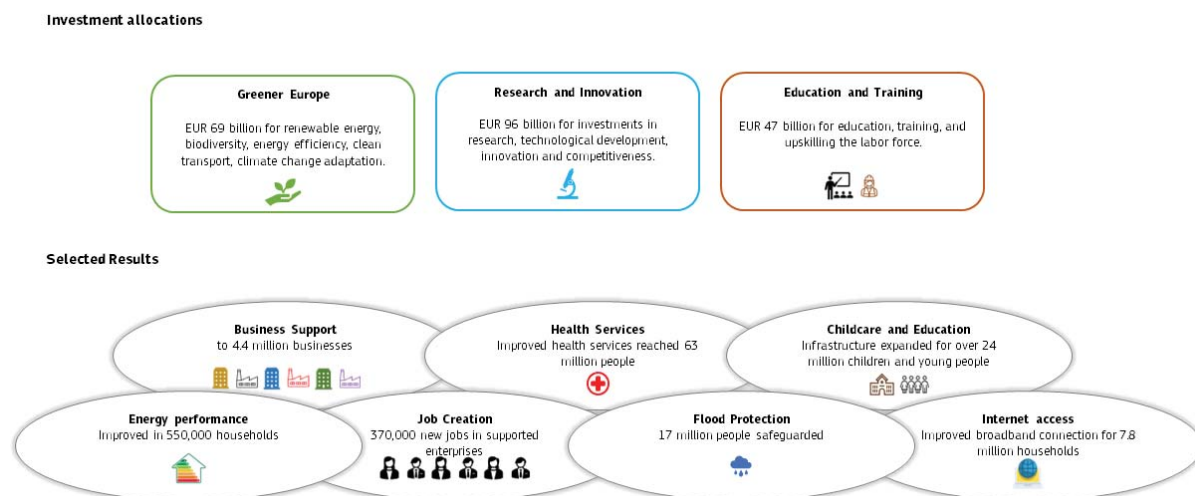 Investment allocations
Greener Europe
EUR 69 billion for renewable energy,
biodiversity, energy efficiency, clean
transport, climate change adaptation.
Research and Innovation
EUR 96 billion for investments in
research, technological development,
innovation and competitiveness.
Education and Training
EUR 47 billion for education, training, and
upskilling the labor force.
Selected Results
Business Support
to 4.4 million businesses
Health Services
Improved health services reached 63
million people
Childcare and Education
Infrastructure expanded for over 24
million children and young people
Energy performance
Improved in 550,000 households
Job Creation
370,000 new jobs in supported
enterprises
Flood Protection
17 million people safeguarded
Internet access
Improved broadband connection for 7.8
million households